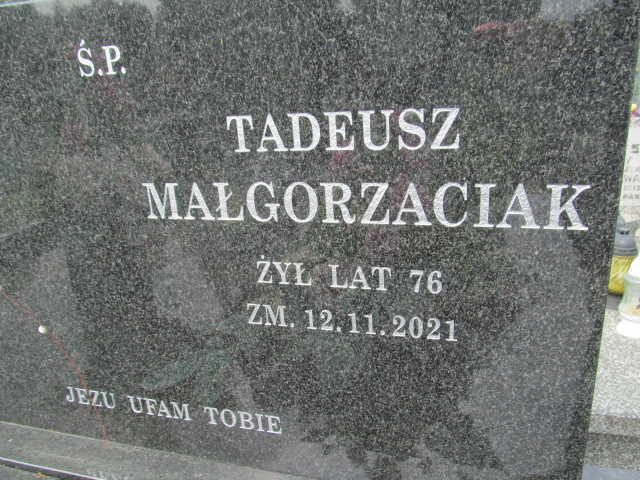 Ś.P.
TADEUSZ
MAŁGORZACIAK
ŻYŁ LAT 76
ZM. 12.11.2021
JEZU UFAM TOBIE